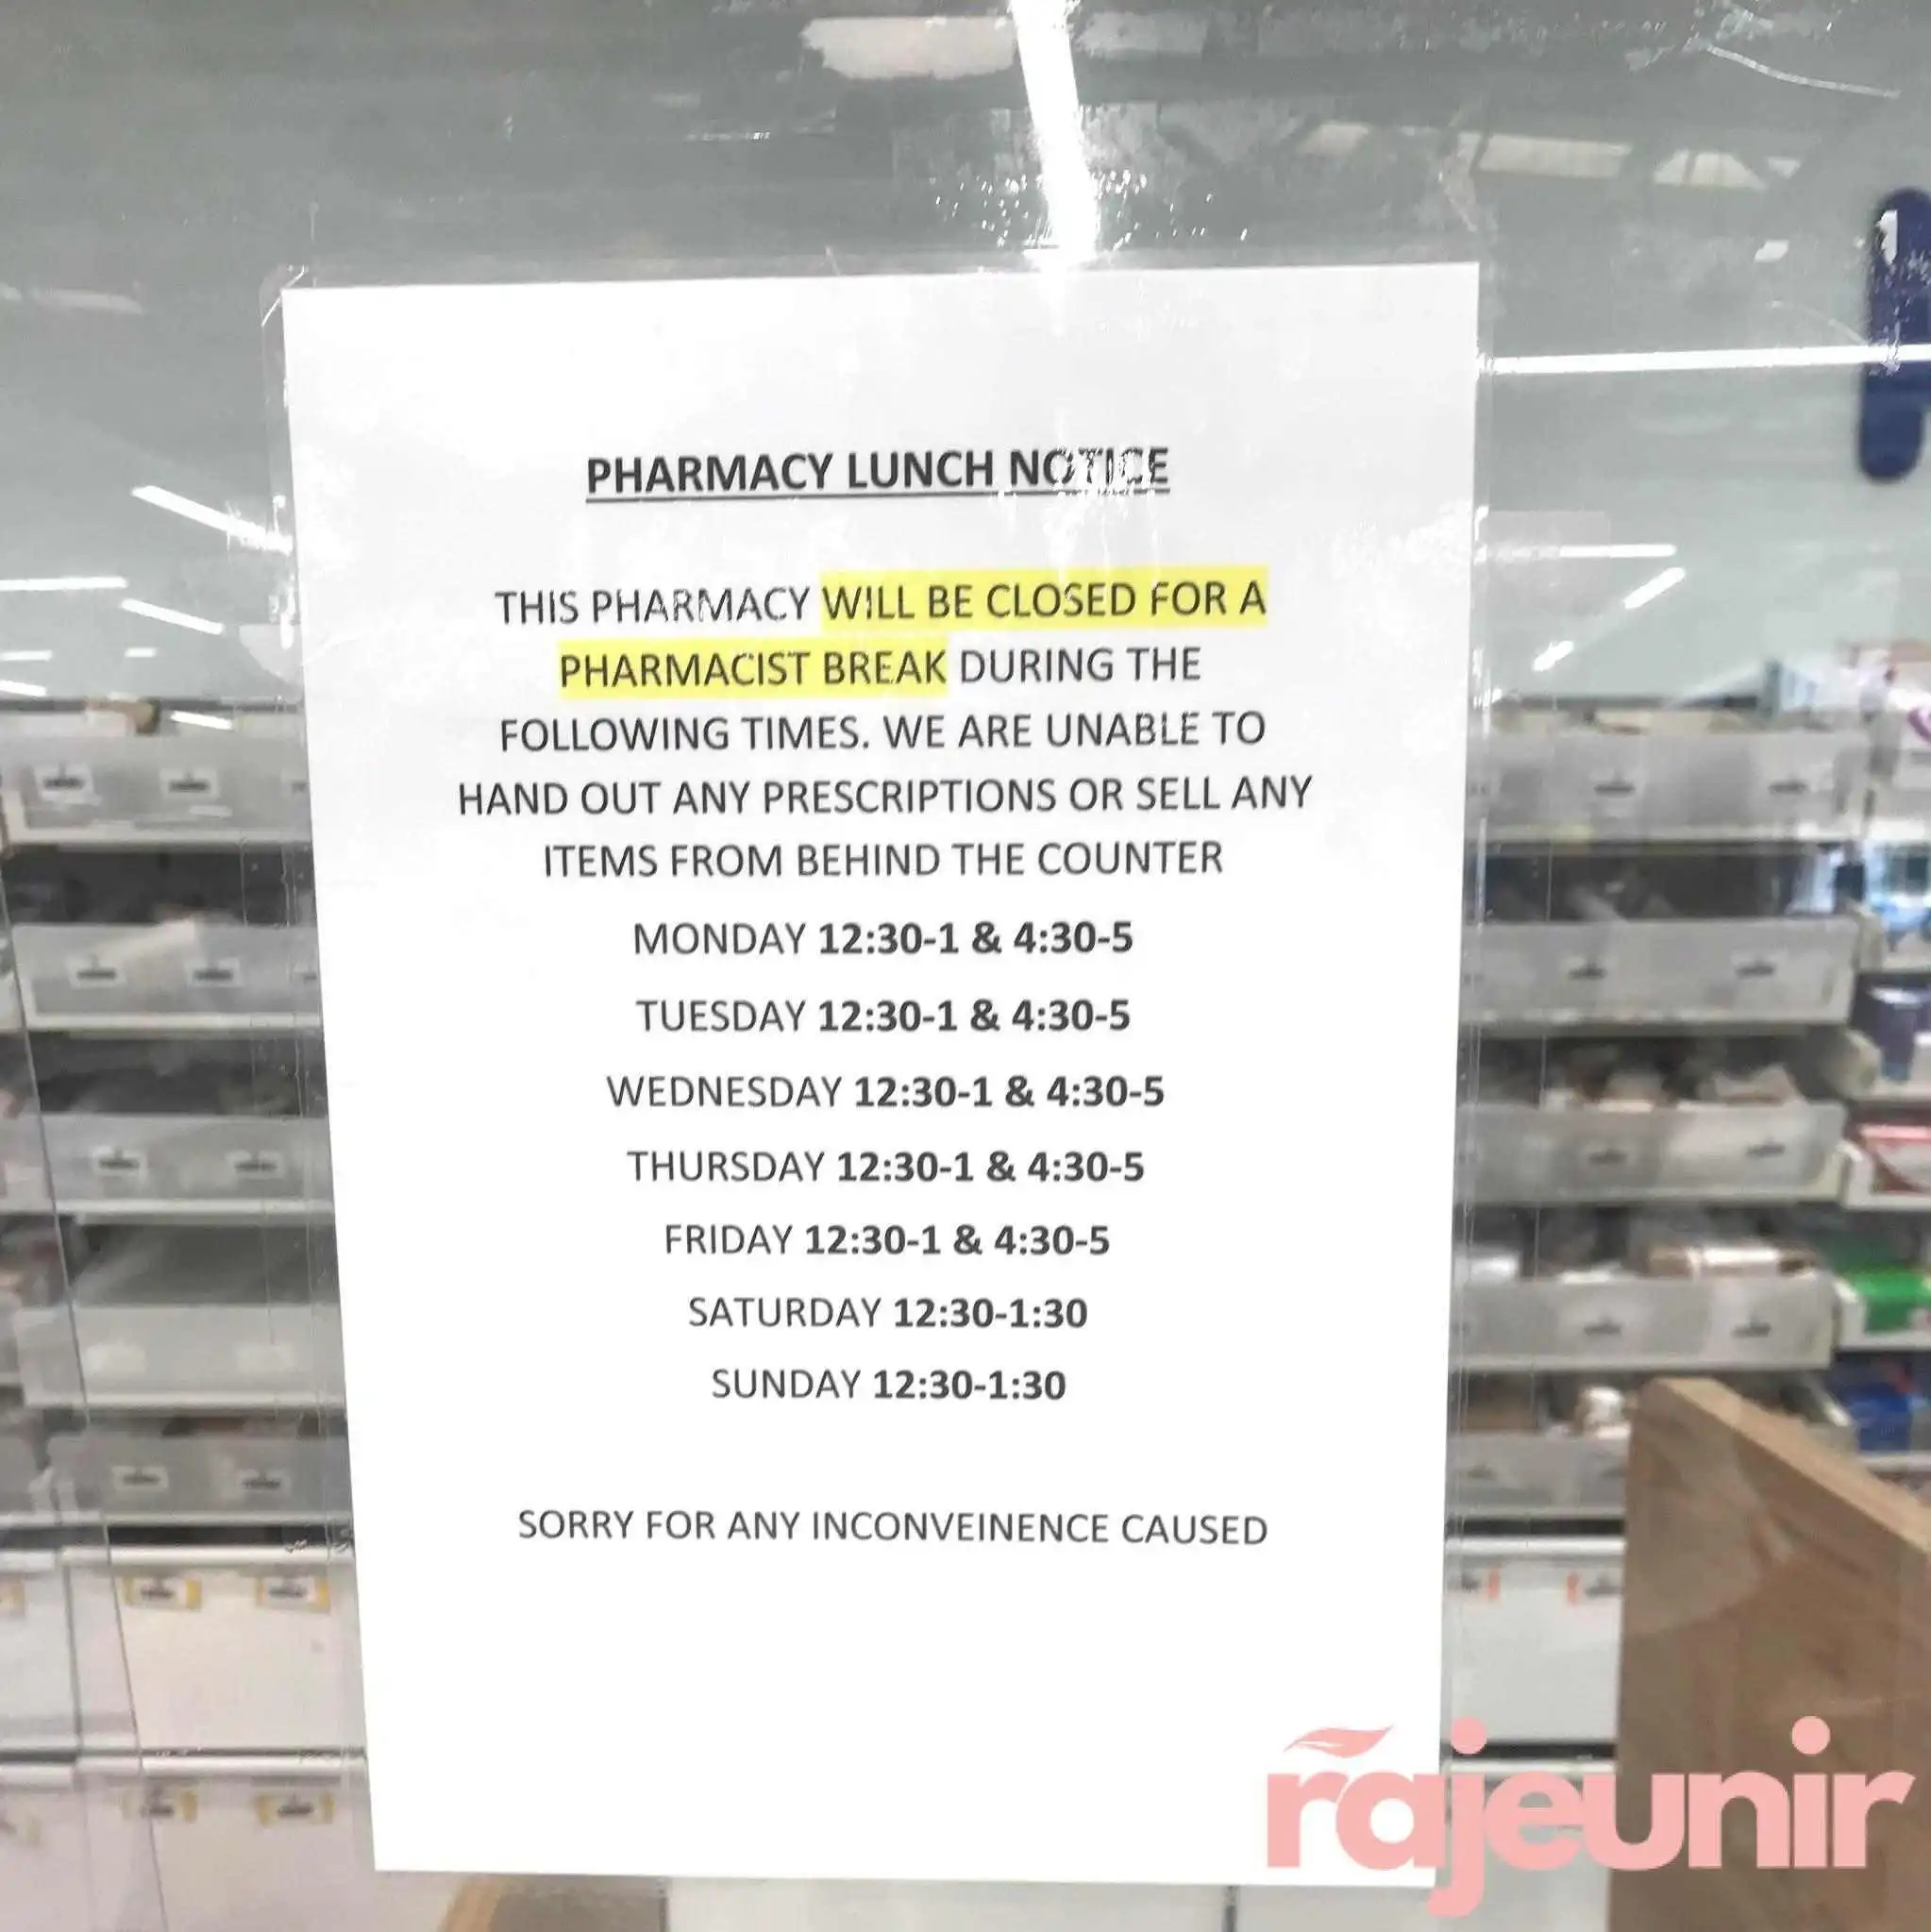 PHARMACY LUNCH NOTICE
THIS PHARMACY WILL BE CLOSED FOR A
PHARMACIST BREAK DURING THE
FOLLOWING TIMES. WE ARE UNABLE TO
HAND OUT ANY PRESCRIPTIONS OR SELL ANY
ITEMS FROM BEHIND THE COUNTER
MONDAY 12:30-1 & 4:30-5
TUESDAY 12:30-1 & 4:30-5
WEDNESDAY 12:30-1 & 4:30-5
THURSDAY 12:30-1 & 4:30-5
FRIDAY 12:30-1 & 4:30-5
SATURDAY 12:30-1:30
SUNDAY 12:30-1:30
SORRY FOR ANY INCONVEINENCE CAUSED
rajeunir